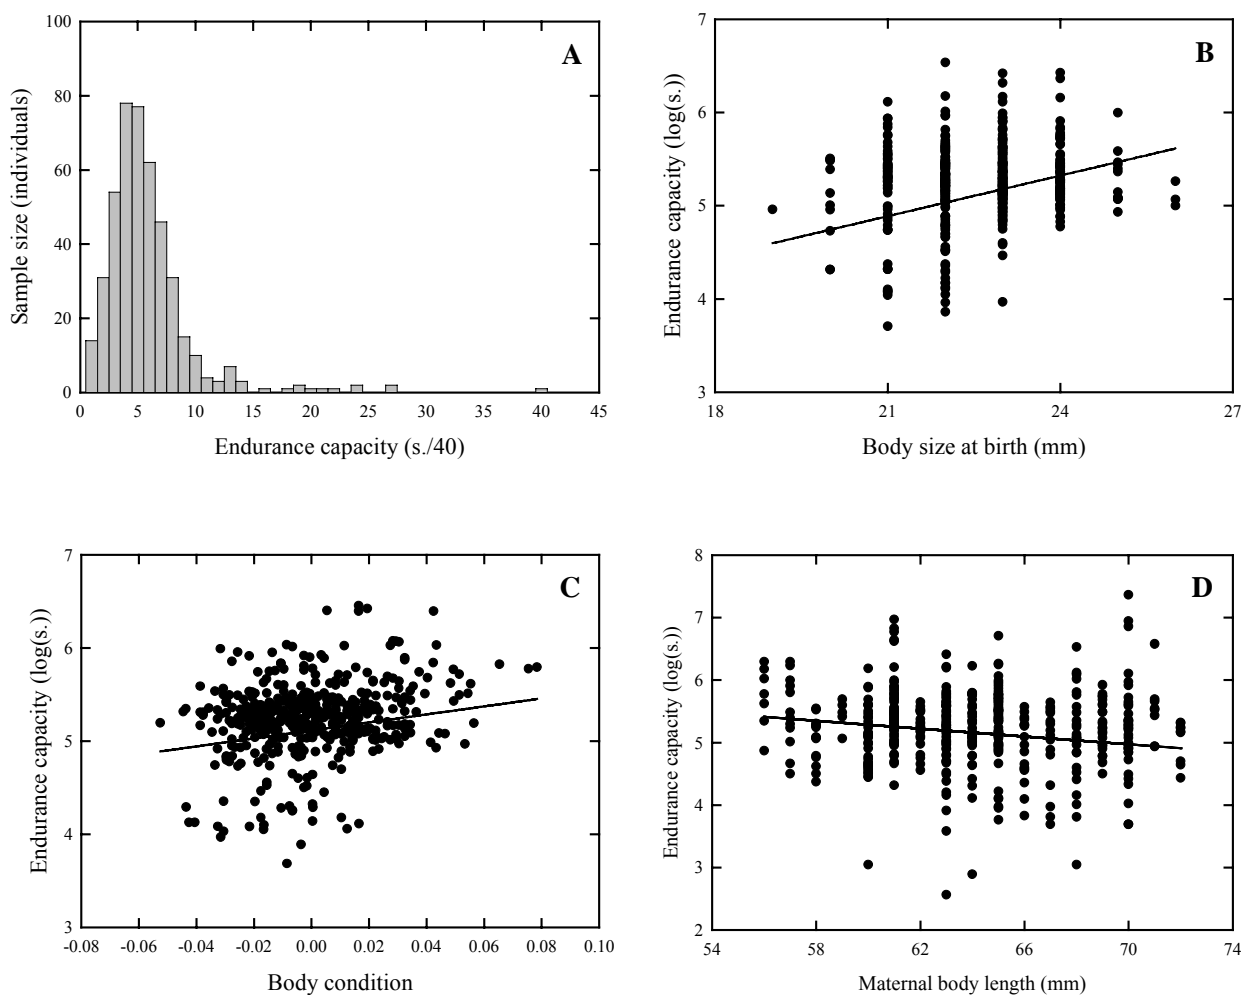 A
Sample size (individuals)
100
80
60
40
20
0
0 5 10 15 20 25 30 35 40 45
Endurance capacity (s./40)
B
Endurance capacity (log(s.))
7
6
5
4
3
18 21 24 27
Body size at birth (mm)
C
Endurance capacity (log(s.))
7
6
5
4
3
-0.08 -0.06 -0.04 -0.02 0.00 0.02 0.04 0.06 0.08 0.10
Body condition
D
Endurance capacity (log(s.))
8
7
6
5
4
3
2
54 58 62 66 70 74
Maternal body length (mm)